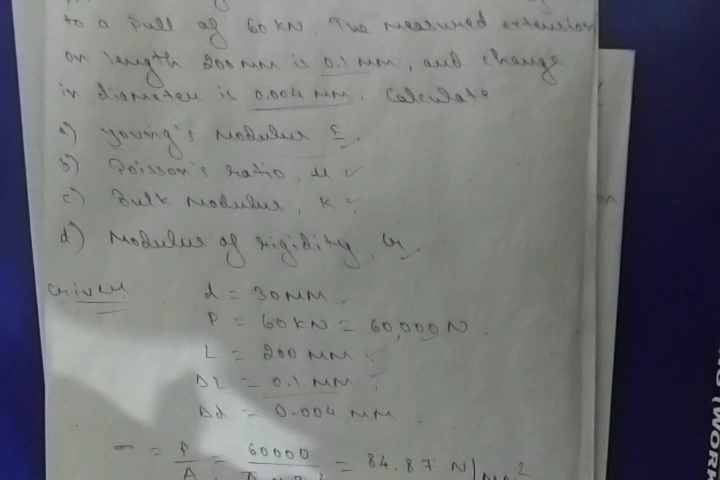 to a pull of 60 KN. The measured extension
on length 200 mm is 0.1 mm, and change
in diameter is 0.004 mm. Calculate
a) Young's Modulus E.
b) Poisson's ratio, μ ✓
c) Bulk Modulus, K ✓
d) Modulus of rigidity, G.
Given d = 30 MM.
P = 60 KN = 60,000 N.
L = 200 MM
ΔL = 0.1 MM
Δd = 0.004 MM
σ = P/A = 60000 = 84.87 N/mm²
(WORK